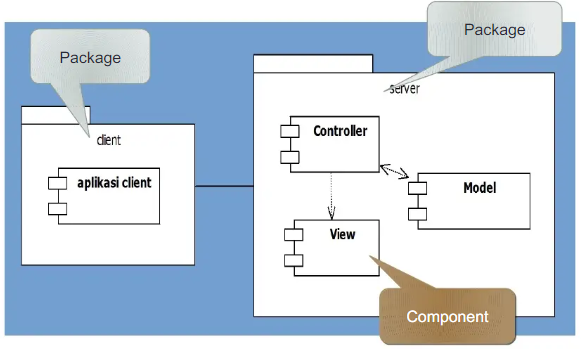 Package
Package
server
client
Controller
aplikasi client
Model
View
Component